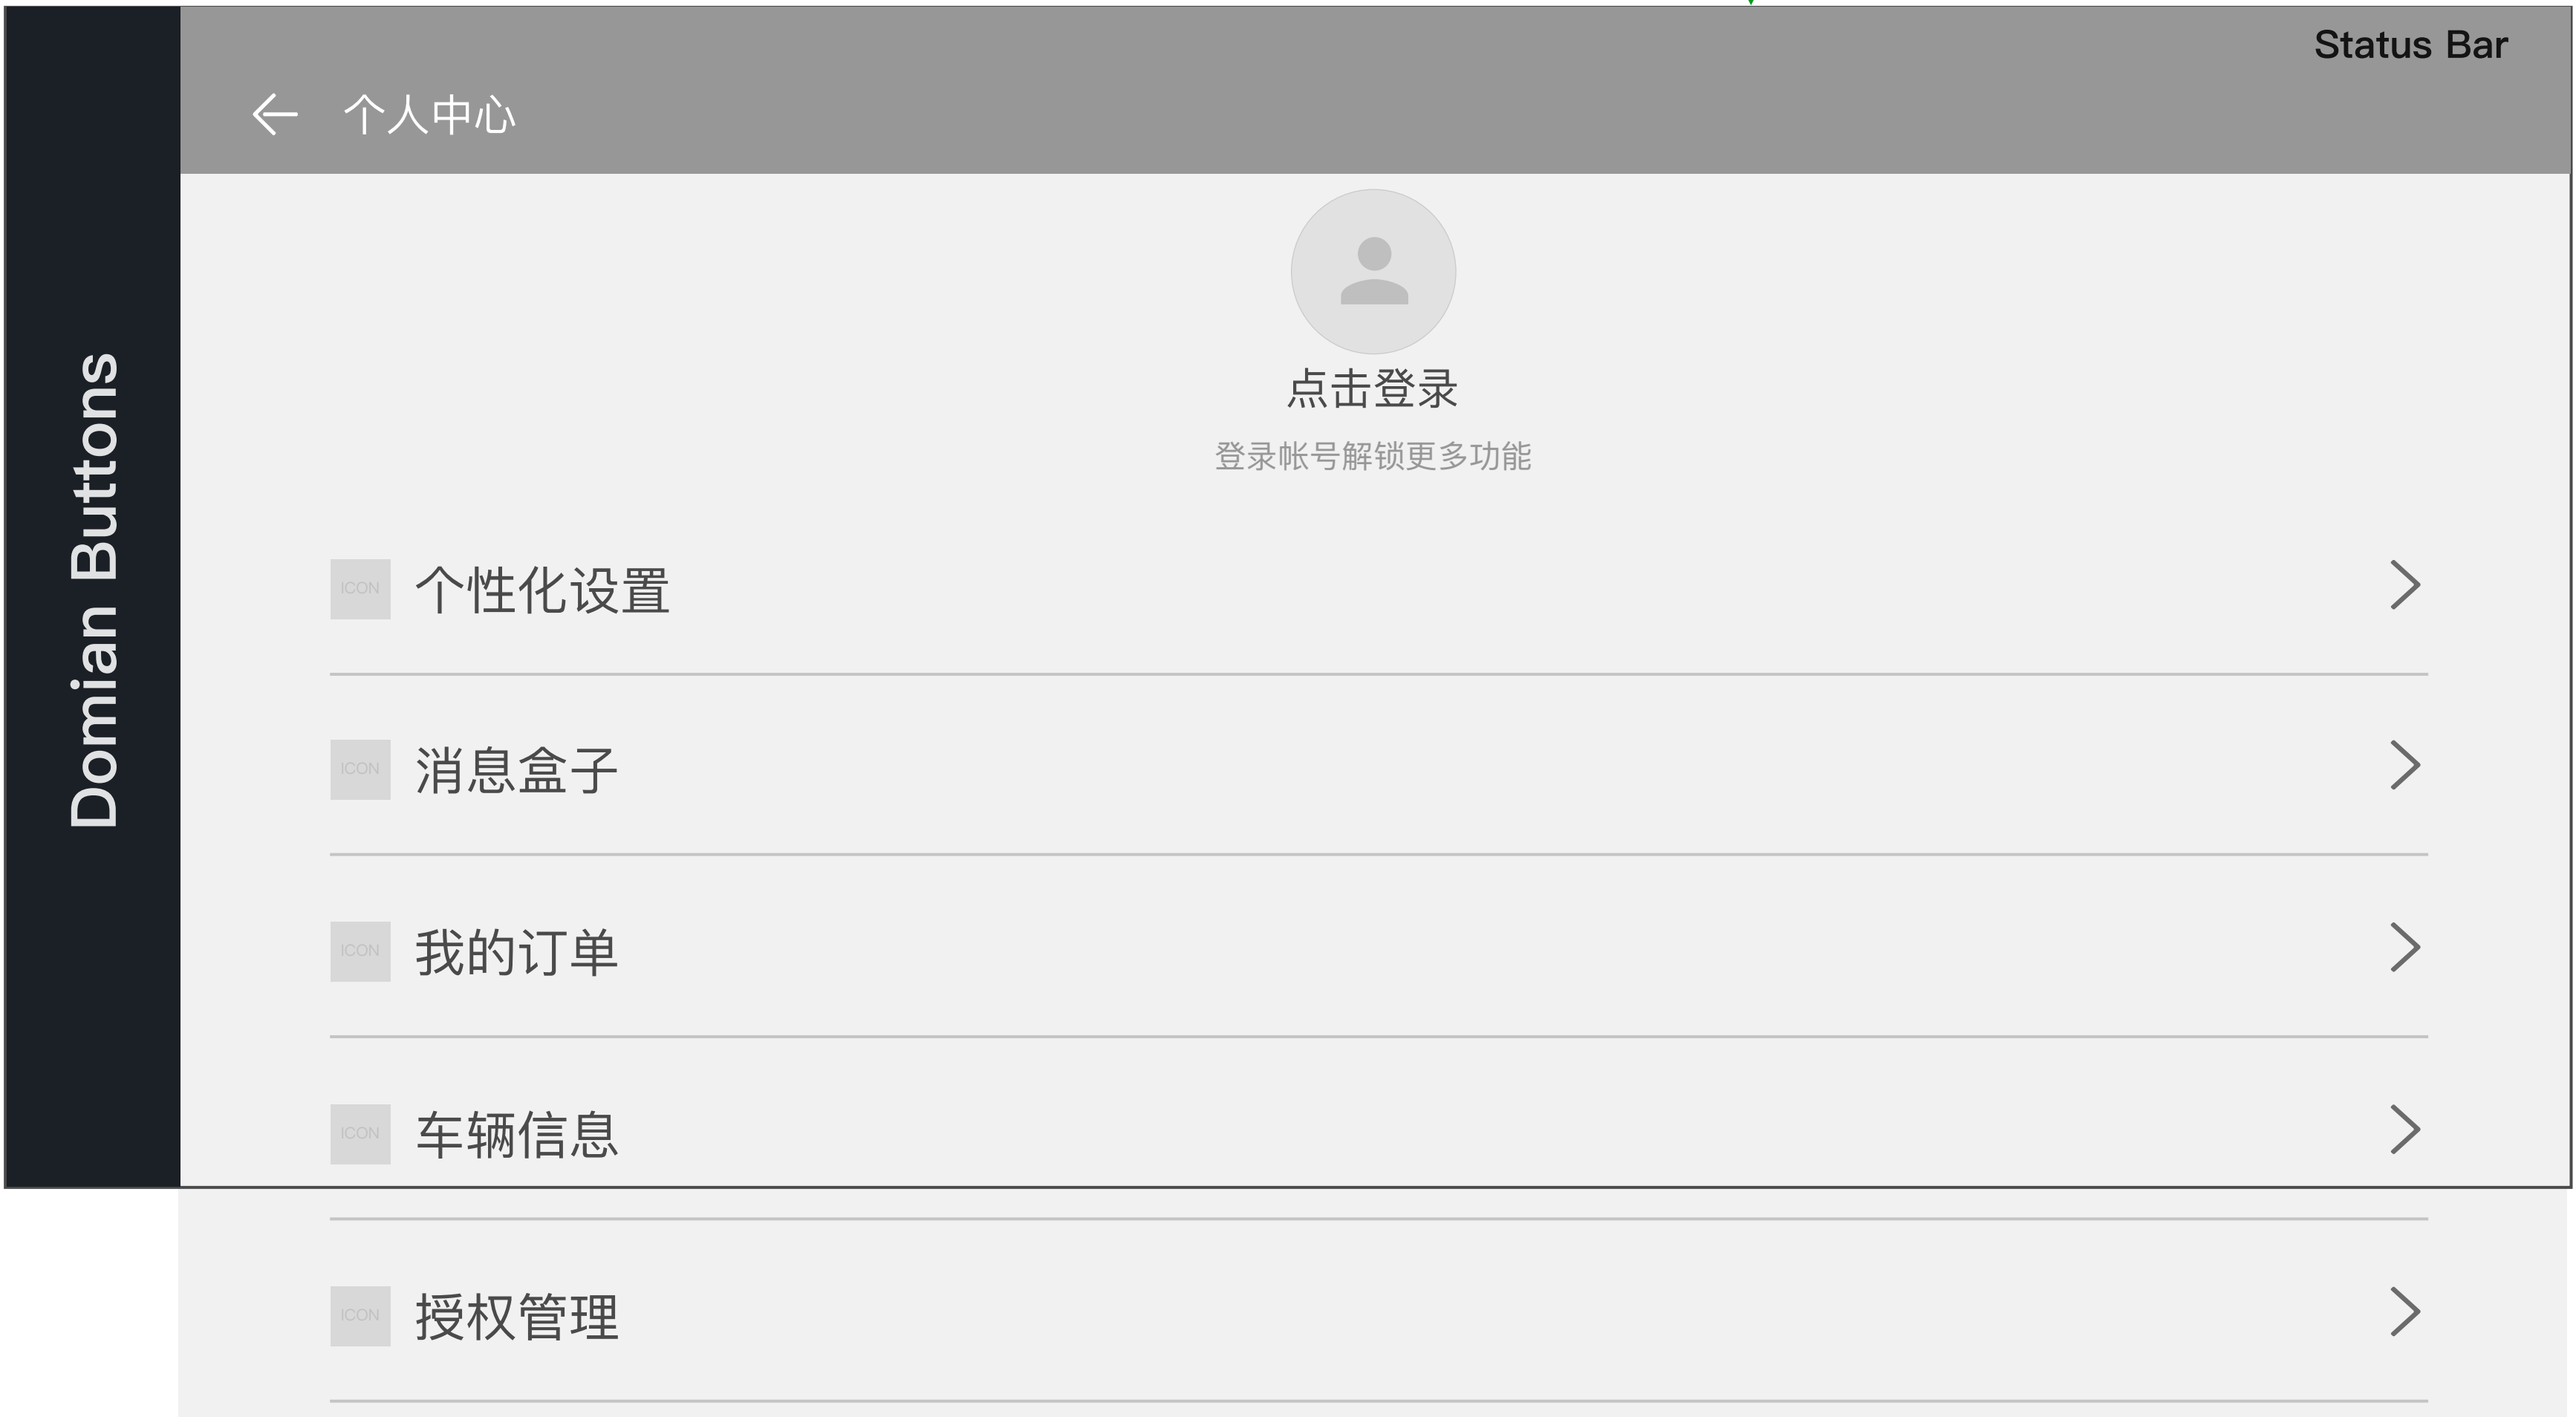 Status Bar
个人中心
Domian Buttons
点击登录
登录帐号解锁更多功能
ICON 个性化设置
ICON 消息盒子
ICON 我的订单
ICON 车辆信息
ICON 授权管理